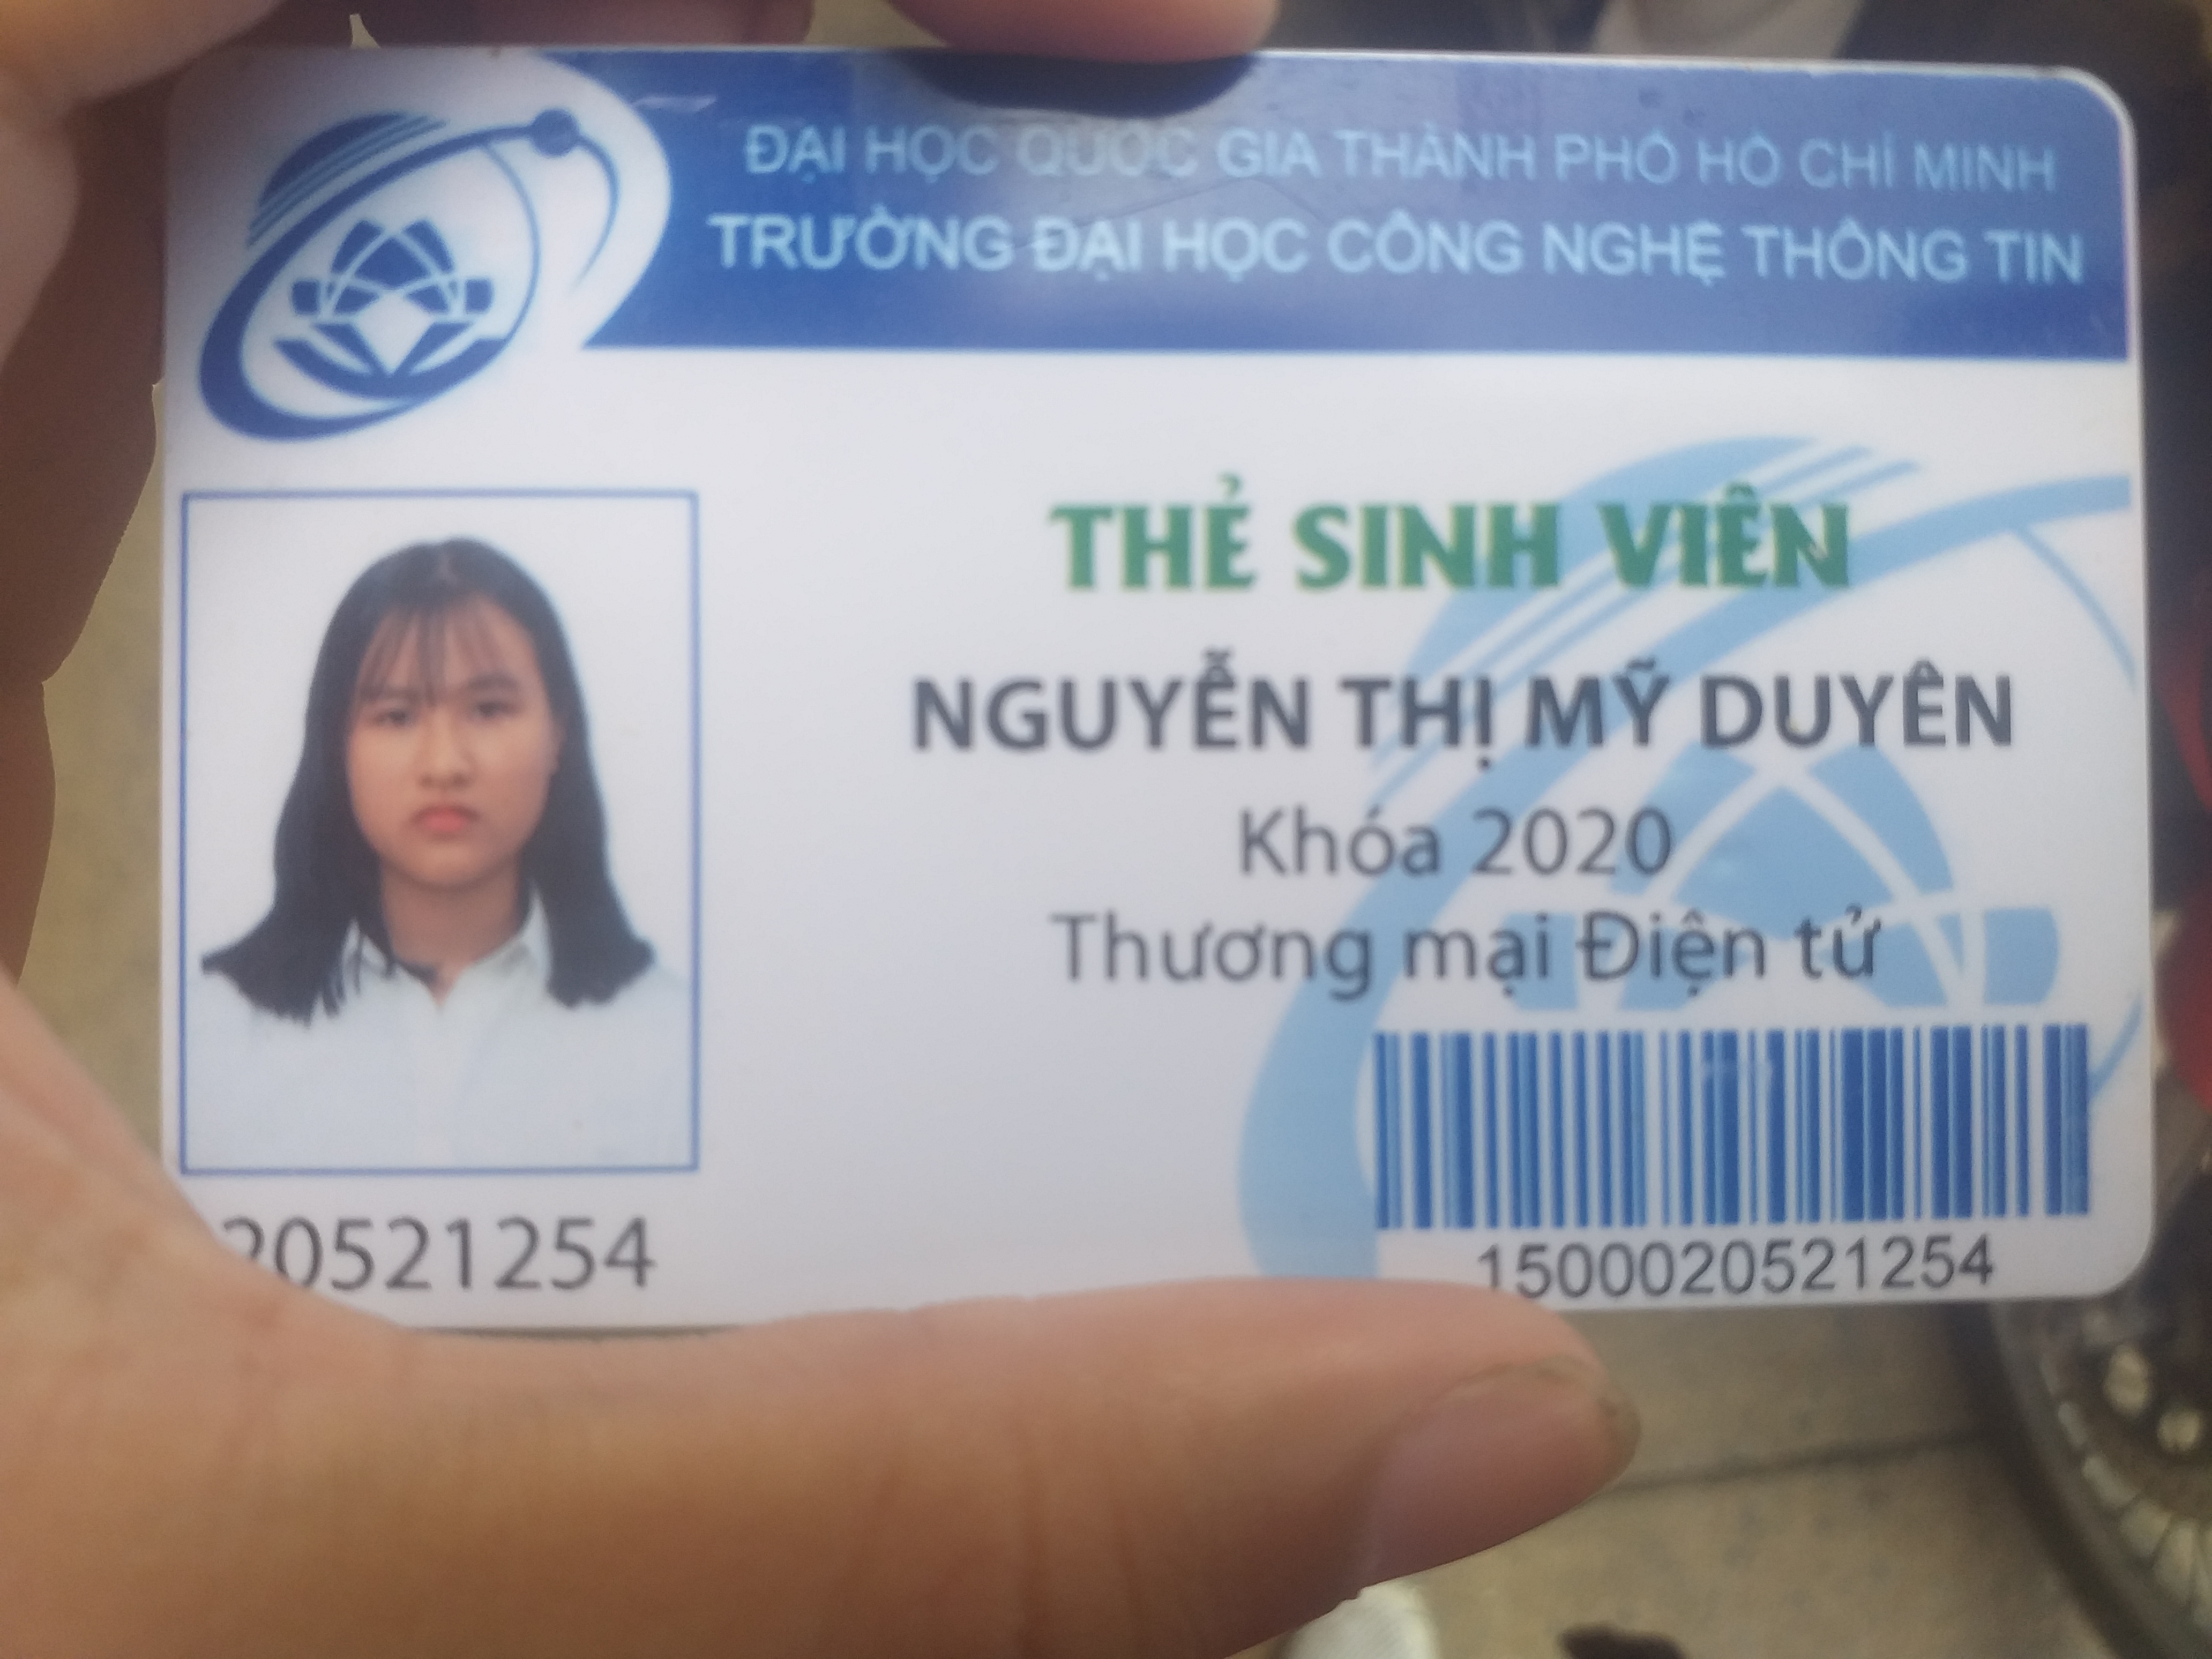 ĐẠI HỌC QUỐC GIA THÀNH PHỐ HỒ CHÍ MINH
TRƯỜNG ĐẠI HỌC CÔNG NGHỆ THÔNG TIN
THẺ SINH VIÊN
NGUYỄN THỊ MỸ DUYÊN
Khóa 2020
Thương mại Điện tử
20521254
1500020521254